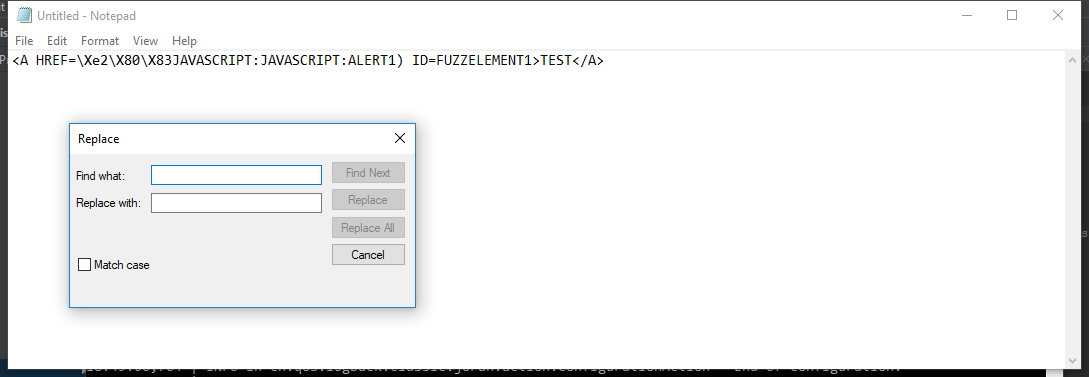 Untitled - Notepad
File Edit Format View Help
<A HREF=\Xe2\X80\X83JAVASCRIPT:JAVASCRIPT:ALERT1) ID=FUZZELEMENT1>TEST</A>
Replace
Find what:
Find Next
Replace with:
Replace
Replace All
Cancel
Match case